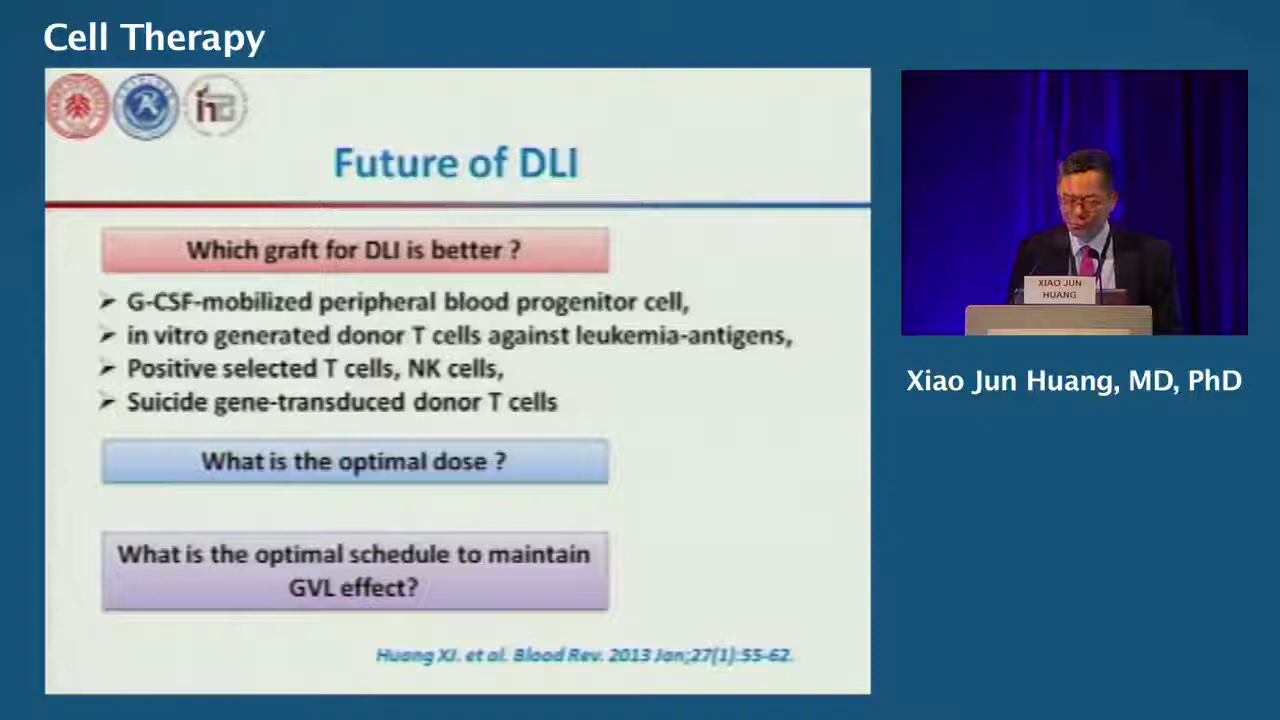 Cell Therapy
Future of DLI
Which graft for DLI is better ?
G-CSF-mobilized peripheral blood progenitor cell,
in vitro generated donor T cells against leukemia-antigens,
Positive selected T cells, NK cells,
Suicide gene-transduced donor T cells
What is the optimal dose ?
What is the optimal schedule to maintain
GVL effect?
Huang XJ. et al. Blood Rev. 2013 Jan;27(1):55-62.
XIAO JUN
HUANG
Xiao Jun Huang, MD, PhD